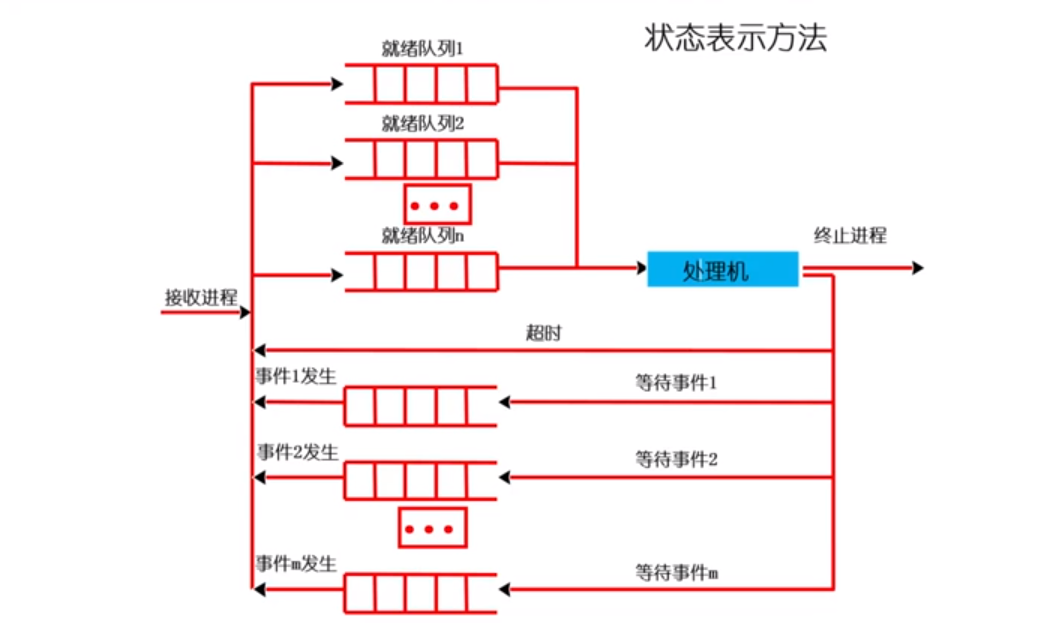 状态表示方法
就绪队列1
就绪队列2
就绪队列n
终止进程
处理机
接收进程
超时
事件1发生
等待事件1
事件2发生
等待事件2
事件m发生
等待事件m